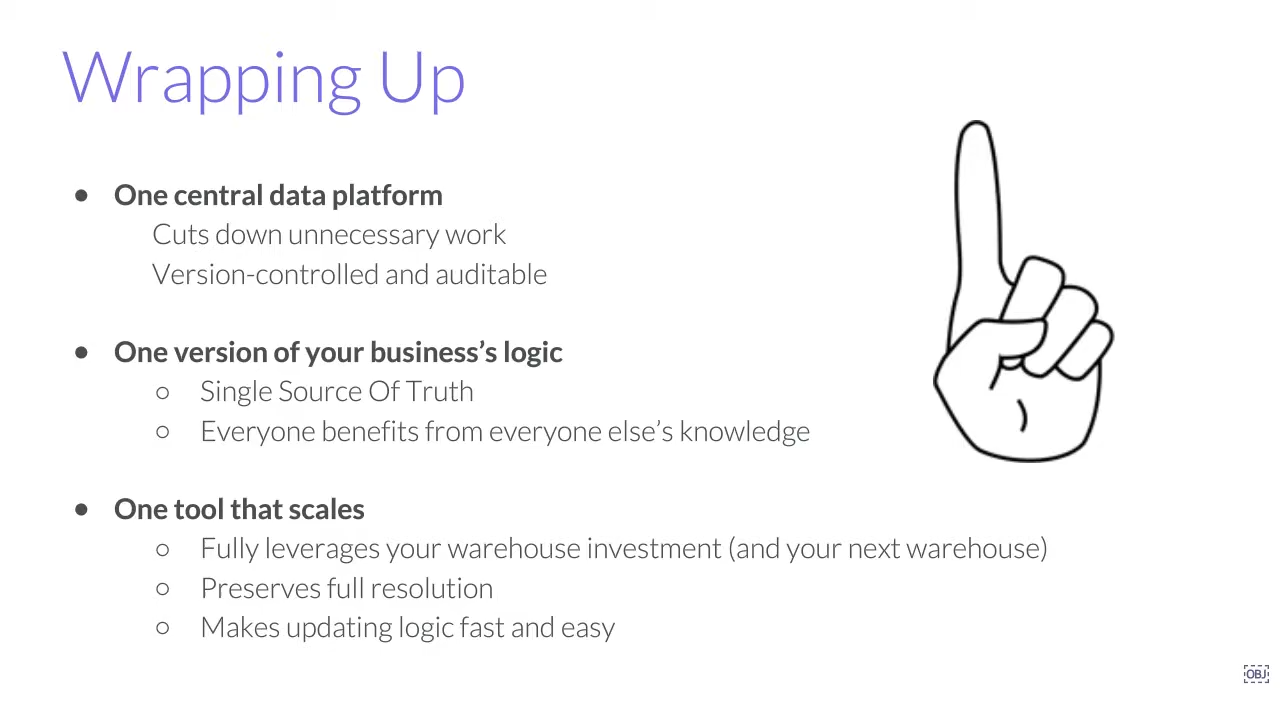 Wrapping Up
● One central data platform
Cuts down unnecessary work
Version-controlled and auditable
● One version of your business’s logic
○ Single Source Of Truth
○ Everyone benefits from everyone else’s knowledge
● One tool that scales
○ Fully leverages your warehouse investment (and your next warehouse)
○ Preserves full resolution
○ Makes updating logic fast and easy
OBJ